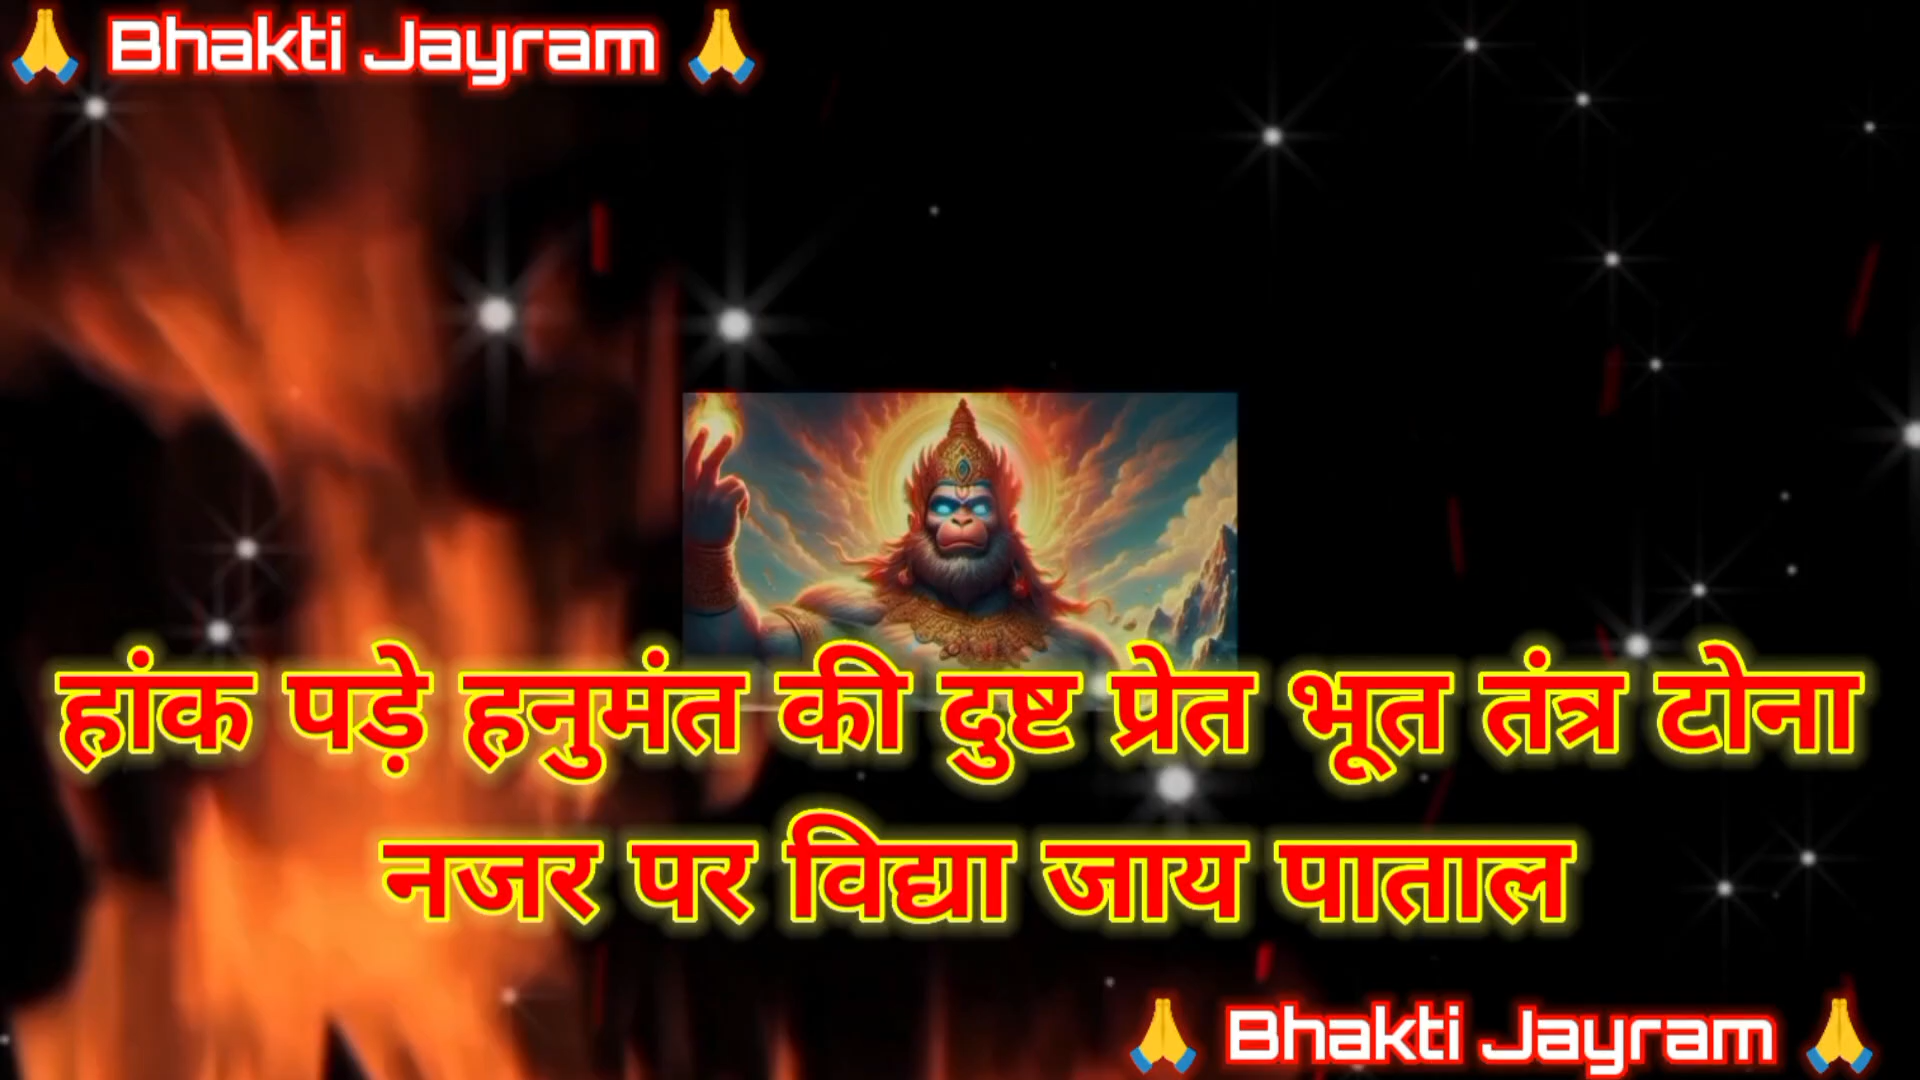 🙏 Bhakti Jayram 🙏
हांक पड़े हनुमंत की दुष्ट प्रेत भूत तंत्र टोना
नजर पर विद्या जाय पाताल
🙏 Bhakti Jayram 🙏